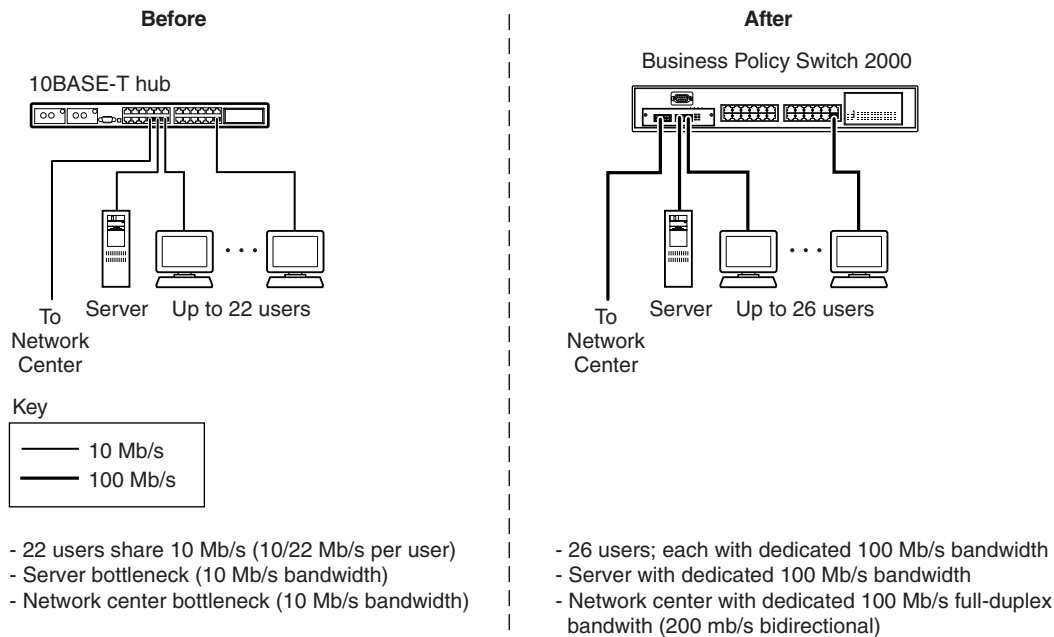 Before
After
10BASE-T hub
Business Policy Switch 2000
To
Network
Center
Server
Up to 22 users
To
Network
Center
Server
Up to 26 users
Key
10 Mb/s
100 Mb/s
- 22 users share 10 Mb/s (10/22 Mb/s per user)
- Server bottleneck (10 Mb/s bandwidth)
- Network center bottleneck (10 Mb/s bandwidth)
- 26 users; each with dedicated 100 Mb/s bandwidth
- Server with dedicated 100 Mb/s bandwidth
- Network center with dedicated 100 Mb/s full-duplex
bandwith (200 mb/s bidirectional)